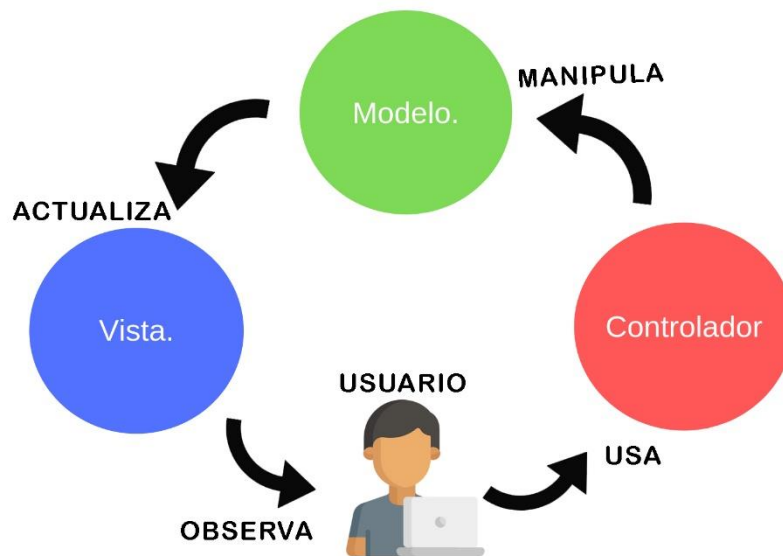 MANIPULA
Modelo.
ACTUALIZA
Vista.
Controlador
USUARIO
USA
OBSERVA